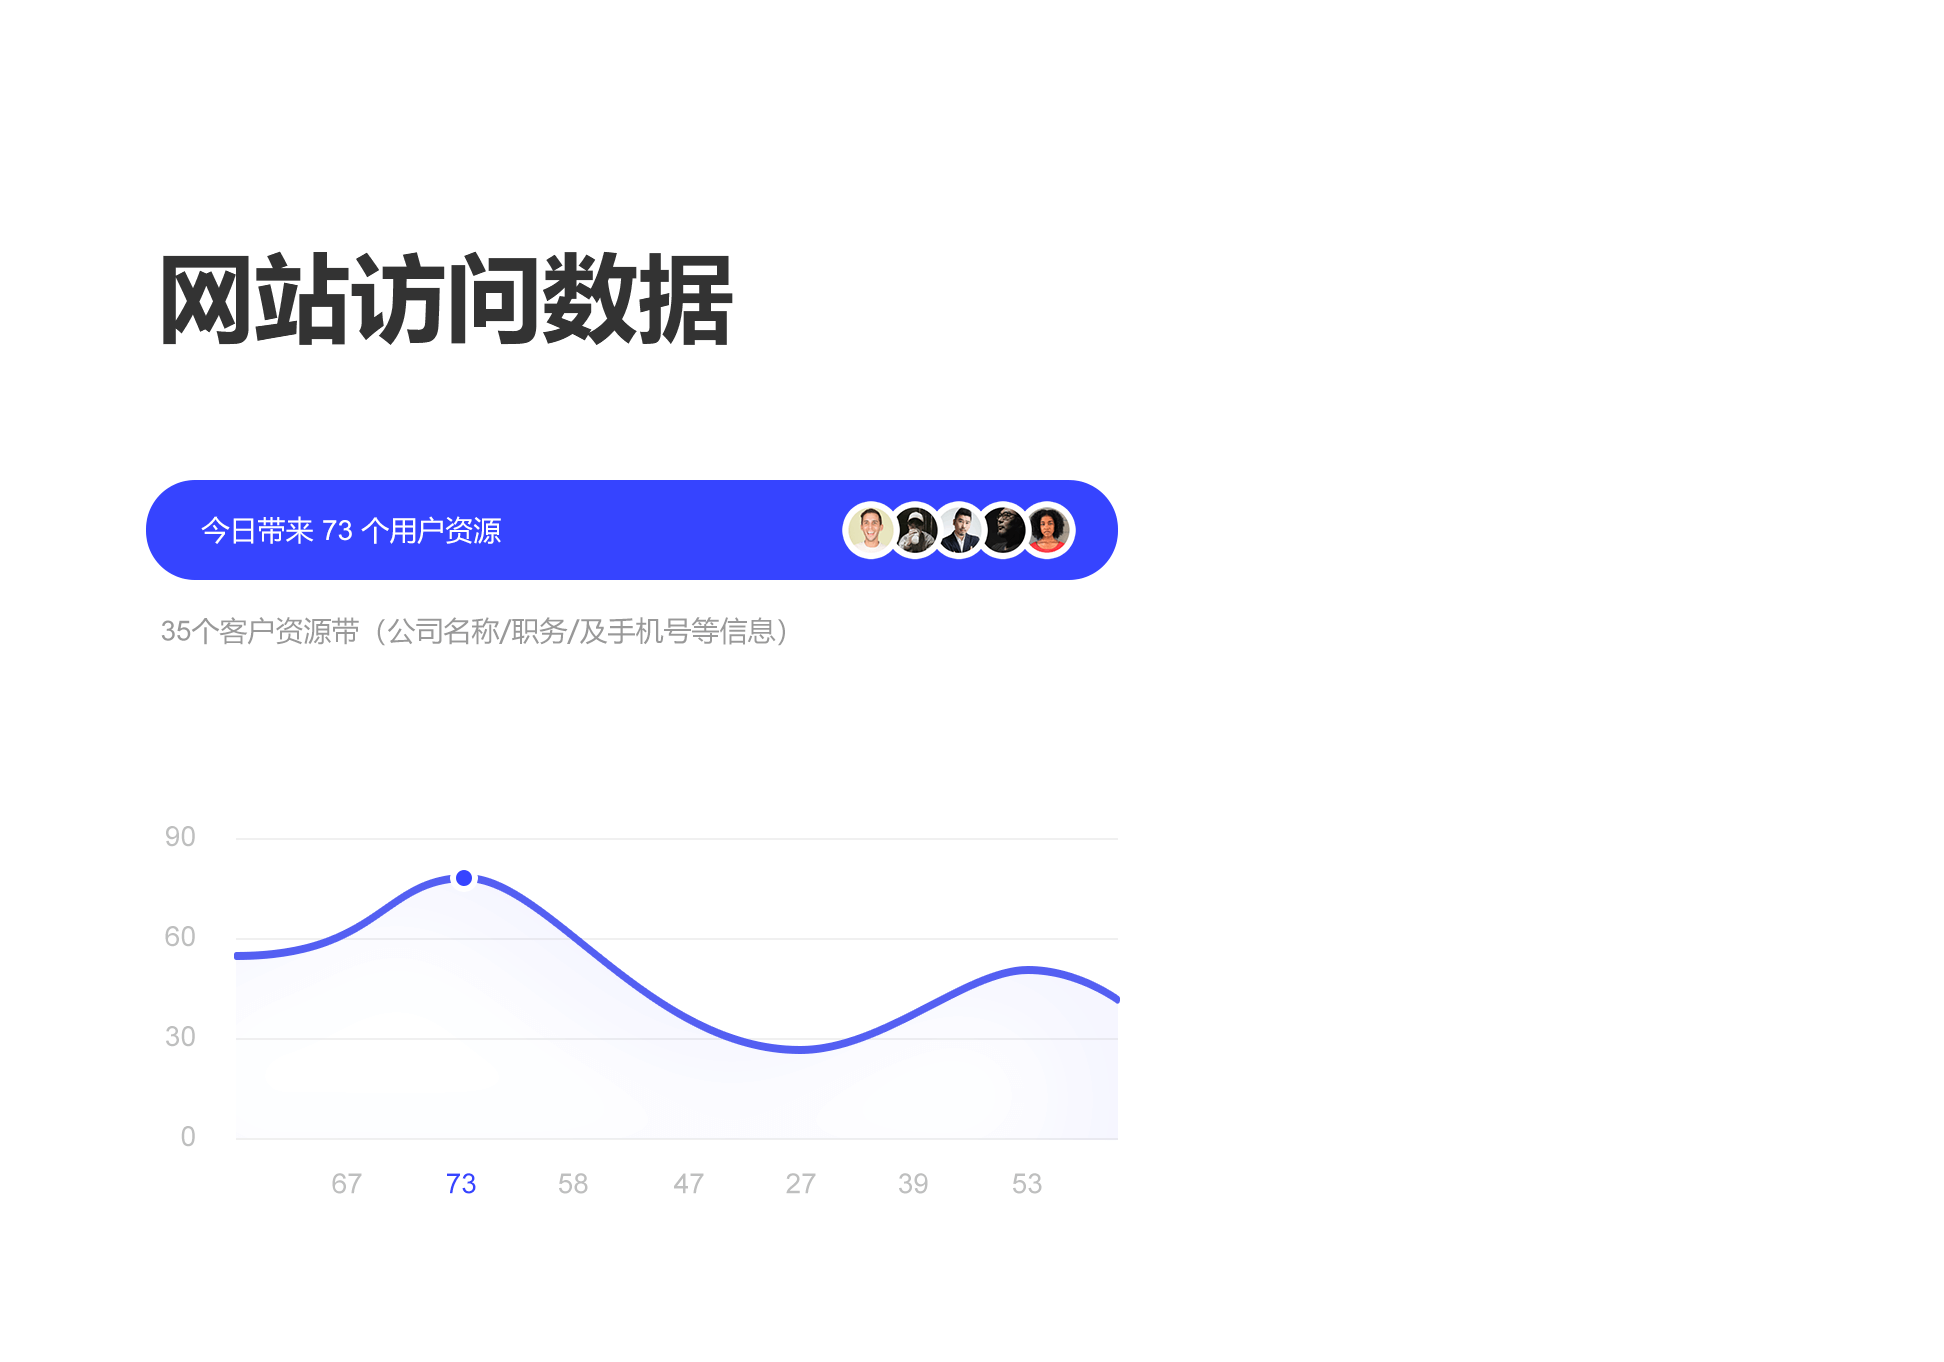 网站访问数据
今日带来 73 个用户资源
35个客户资源带（公司名称/职务/及手机号等信息）
90
60
30
0
67 73 58 47 27 39 53